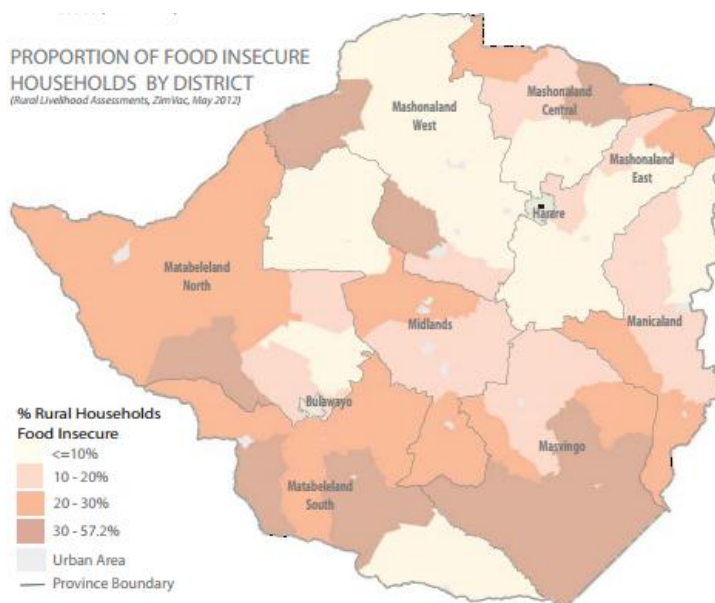 PROPORTION OF FOOD INSECURE
HOUSEHOLDS BY DISTRICT
(Rural Livelihood Assessments, ZimVac, May 2012)
Mashonaland
West
Mashonaland
Central
Mashonaland
East
Harare
Matabeleland
North
Midlands
Manicaland
Bulawayo
Masvingo
Matabeleland
South
% Rural Households
Food Insecure
<=10%
10 - 20%
20 - 30%
30 - 57.2%
Urban Area
Province Boundary